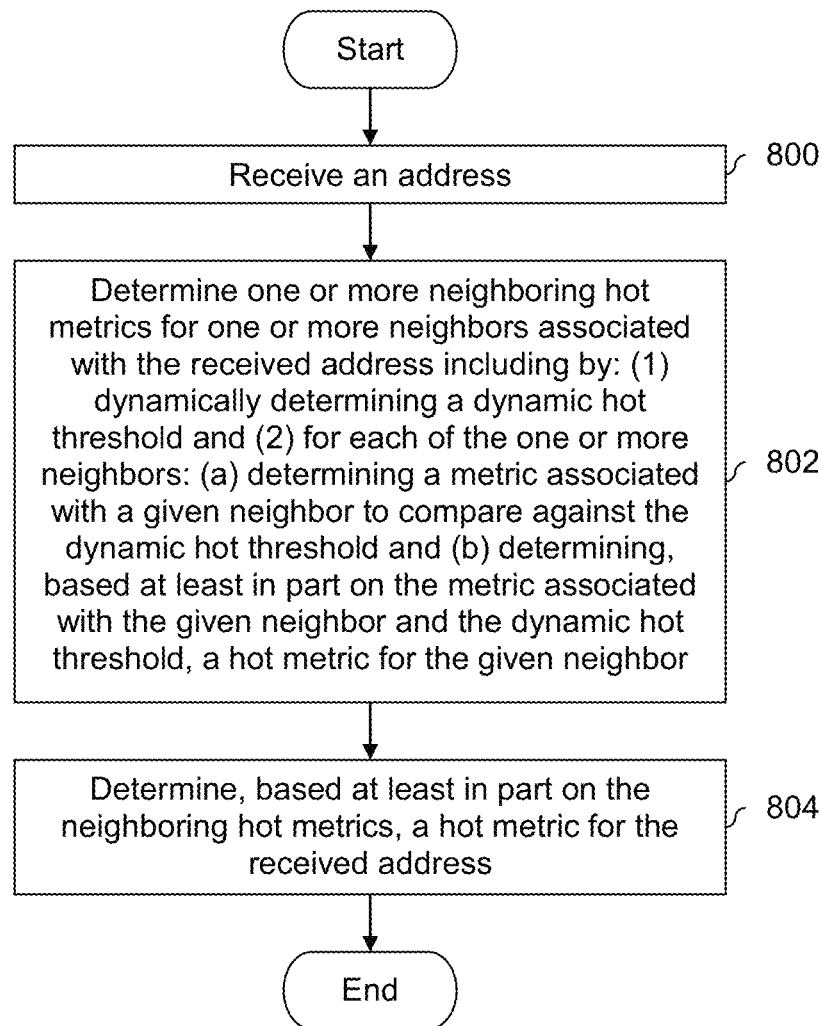 Start
Receive an address
800
Determine one or more neighboring hot
metrics for one or more neighbors associated
with the received address including by: (1)
dynamically determining a dynamic hot
threshold and (2) for each of the one or more
neighbors: (a) determining a metric associated
with a given neighbor to compare against the
dynamic hot threshold and (b) determining,
based at least in part on the metric associated
with the given neighbor and the dynamic hot
threshold, a hot metric for the given neighbor
802
Determine, based at least in part on the
neighboring hot metrics, a hot metric for the
received address
804
End